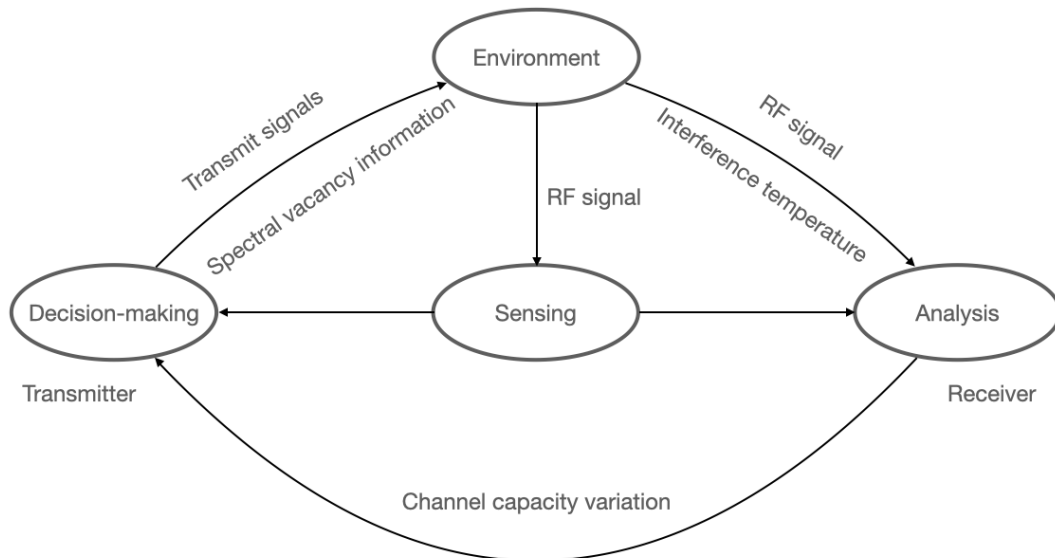 Environment
Transmit signals
Spectral vacancy information
RF signal
RF signal
Interference temperature
Decision-making
Sensing
Analysis
Transmitter
Receiver
Channel capacity variation